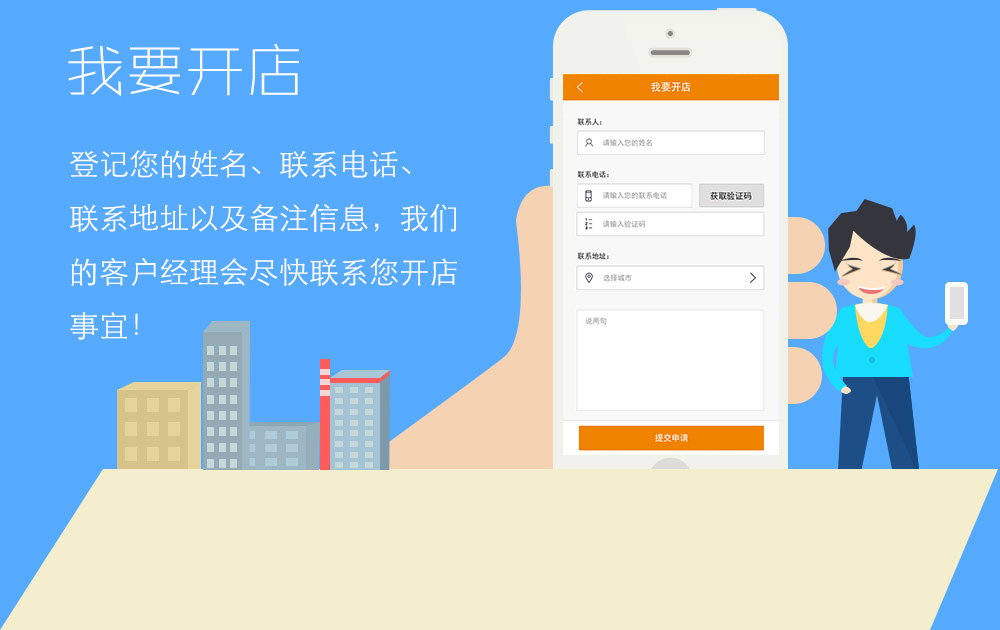 我要开店
登记您的姓名、联系电话、
联系地址以及备注信息，我们
的客户经理会尽快联系您开店
事宜！
我要开店
联系人：
请输入您的姓名
联系电话：
请输入您的联系电话
获取验证码
请输入验证码
联系地址：
选择城市
说两句
提交申请